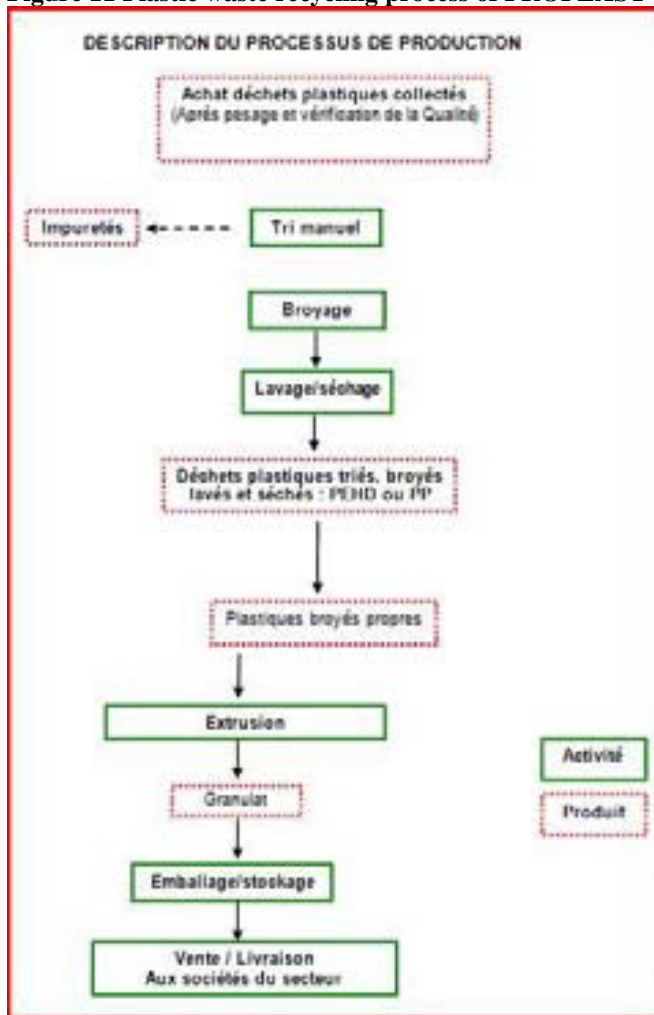 DESCRIPTION DU PROCESSUS DE PRODUCTION
Achat déchets plastiques collectés
(Après pesage et vérification de la Qualité)
Impuretés
Tri manuel
Broyage
Lavage/séchage
Déchets plastiques triés, broyés
lavés et séchés : PEHD ou PP
Plastiques broyés propres
Extrusion
Granulat
Emballage/stockage
Vente / Livraison
Aux sociétés du secteur
Activité
Produit